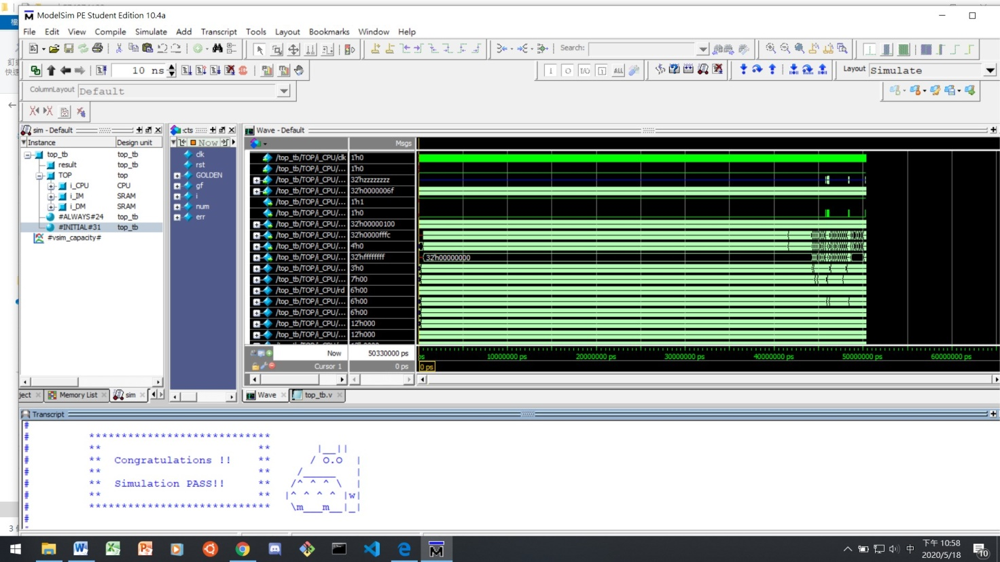 ModelSim PE Student Edition 10.4a
File Edit View Compile Simulate Add Transcript Tools Layout Bookmarks Window Help
Search:
10 ns
ALL
Layout Simulate
ColumnLayout Default
sim - Default
Wave - Default
Instance Design unit
top_tb top_tb
result top_tb
TOP top
i_CPU CPU
i_IM SRAM
i_DM SRAM
#ALWAYS#24 top_tb
#INITIAL#31 top_tb
#vsim_capacity#
Now
clk
rst
GOLDEN
gf
i
num
err
Msgs
/top_tb/TOP/i_CPU/clk 1'h0
/top_tb/TOP/i_CPU/... 1'h0
/top_tb/TOP/i_CPU/... 32'hzzzzzzzz
/top_tb/TOP/i_CPU/... 32'h0000006f
/top_tb/TOP/i_CPU/... 1'h1
/top_tb/TOP/i_CPU/... 1'h0
/top_tb/TOP/i_CPU/... 32'h00000100
/top_tb/TOP/i_CPU/... 32'h0000fffc
/top_tb/TOP/i_CPU/... 4'h0
/top_tb/TOP/i_CPU/... 32'hffffffff 32'h00000000
/top_tb/TOP/i_CPU/... 3'h0
/top_tb/TOP/i_CPU/... 7'h00
/top_tb/TOP/i_CPU/rd 6'h00
/top_tb/TOP/i_CPU/... 6'h00
/top_tb/TOP/i_CPU/... 6'h00
/top_tb/TOP/i_CPU/... 12'h000
/top_tb/TOP/i_CPU/... 12'h000
Now 50330000 ps
10000000 ps 20000000 ps 30000000 ps 40000000 ps 50000000 ps 60000000 ps
Cursor 1 0 ps 0 ps
ject Memory List sim
Wave top_tb.v
Transcript
#
# ****************************
# ** ** |__||
# ** Congratulations !! ** / O.O |
# ** ** /_____ |
# ** Simulation PASS!! ** /^ ^ ^ \ |
# ** ** |^ ^ ^ ^ |w|
# **************************** \m___m__|_|
#
中
下午 10:58
2020/5/18
10